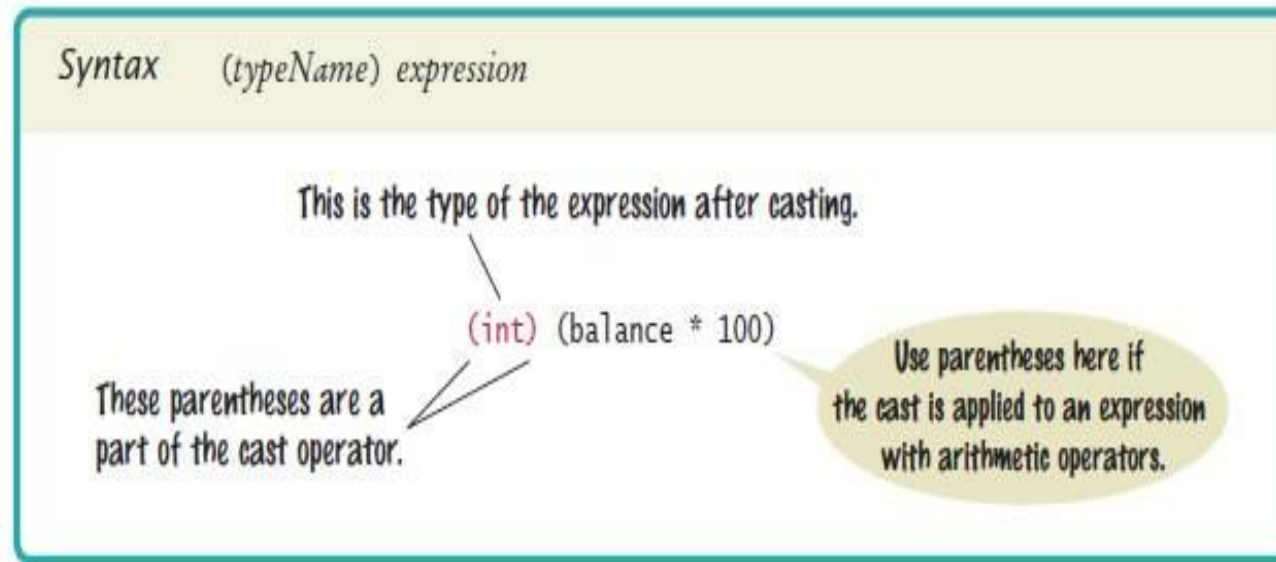 Syntax (typeName) expression
This is the type of the expression after casting.
(int) (balance * 100)
These parentheses are a
part of the cast operator.
Use parentheses here if
the cast is applied to an expression
with arithmetic operators.